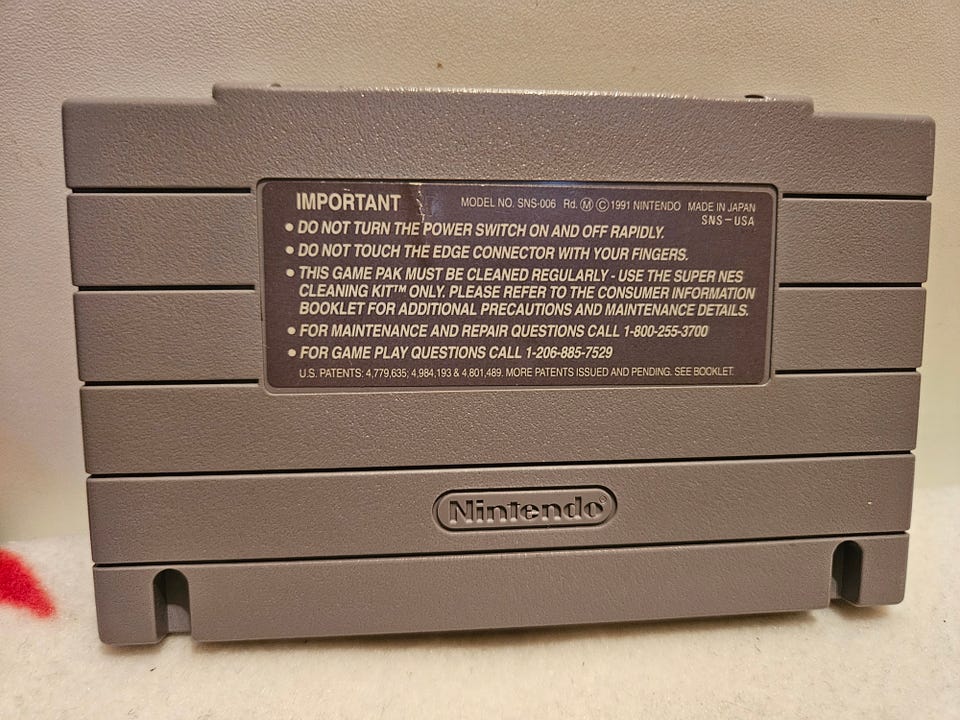 IMPORTANT MODEL NO. SNS-006 Rd. Ⓜ ©1991 NINTENDO MADE IN JAPAN
SNS-USA
• DO NOT TURN THE POWER SWITCH ON AND OFF RAPIDLY.
• DO NOT TOUCH THE EDGE CONNECTOR WITH YOUR FINGERS.
• THIS GAME PAK MUST BE CLEANED REGULARLY - USE THE SUPER NES
CLEANING KIT™ ONLY. PLEASE REFER TO THE CONSUMER INFORMATION
BOOKLET FOR ADDITIONAL PRECAUTIONS AND MAINTENANCE DETAILS.
• FOR MAINTENANCE AND REPAIR QUESTIONS CALL 1-800-255-3700
• FOR GAME PLAY QUESTIONS CALL 1-206-885-7529
U.S. PATENTS: 4,779,635; 4,984,193 & 4,801,489. MORE PATENTS ISSUED AND PENDING. SEE BOOKLET.
Nintendo®